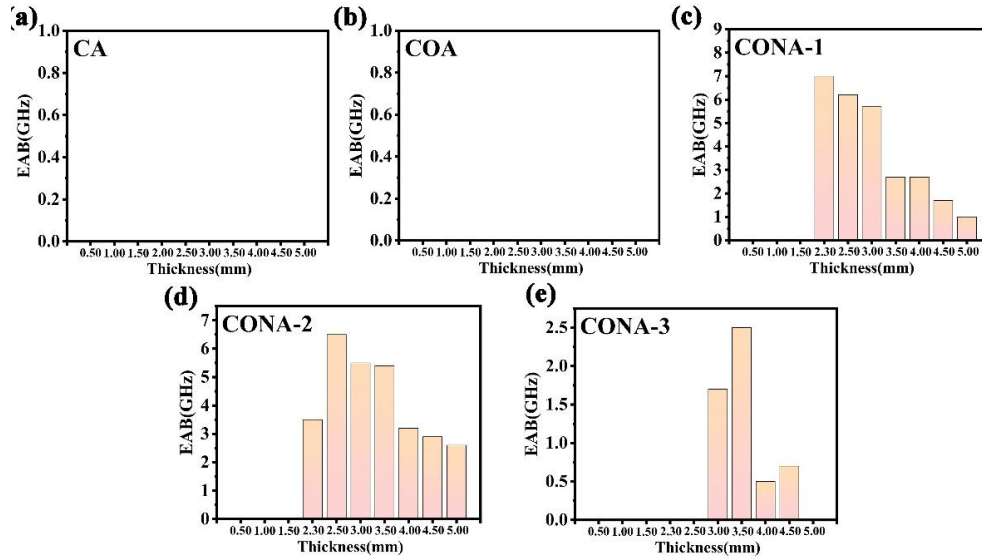 (a)
CA
EAB(GHz)
1.0
0.8
0.6
0.4
0.2
0.0
0.50 1.00 1.50 2.00 2.50 3.00 3.50 4.00 4.50 5.00
Thickness(mm)
(b)
COA
EAB(GHz)
1.0
0.8
0.6
0.4
0.2
0.0
0.50 1.00 1.50 2.00 2.50 3.00 3.50 4.00 4.50 5.00
Thickness(mm)
(c)
CONA-1
EAB(GHz)
9
8
7
6
5
4
3
2
1
0
0.50 1.00 1.50 2.30 2.50 3.00 3.50 4.00 4.50 5.00
Thickness(mm)
(d)
CONA-2
EAB(GHz)
7
6
5
4
3
2
1
0
0.50 1.00 1.50 2.30 2.50 3.00 3.50 4.00 4.50 5.00
Thickness(mm)
(e)
CONA-3
EAB(GHz)
2.5
2.0
1.5
1.0
0.5
0.0
0.50 1.00 1.50 2.30 2.50 3.00 3.50 4.00 4.50 5.00
Thickness(mm)